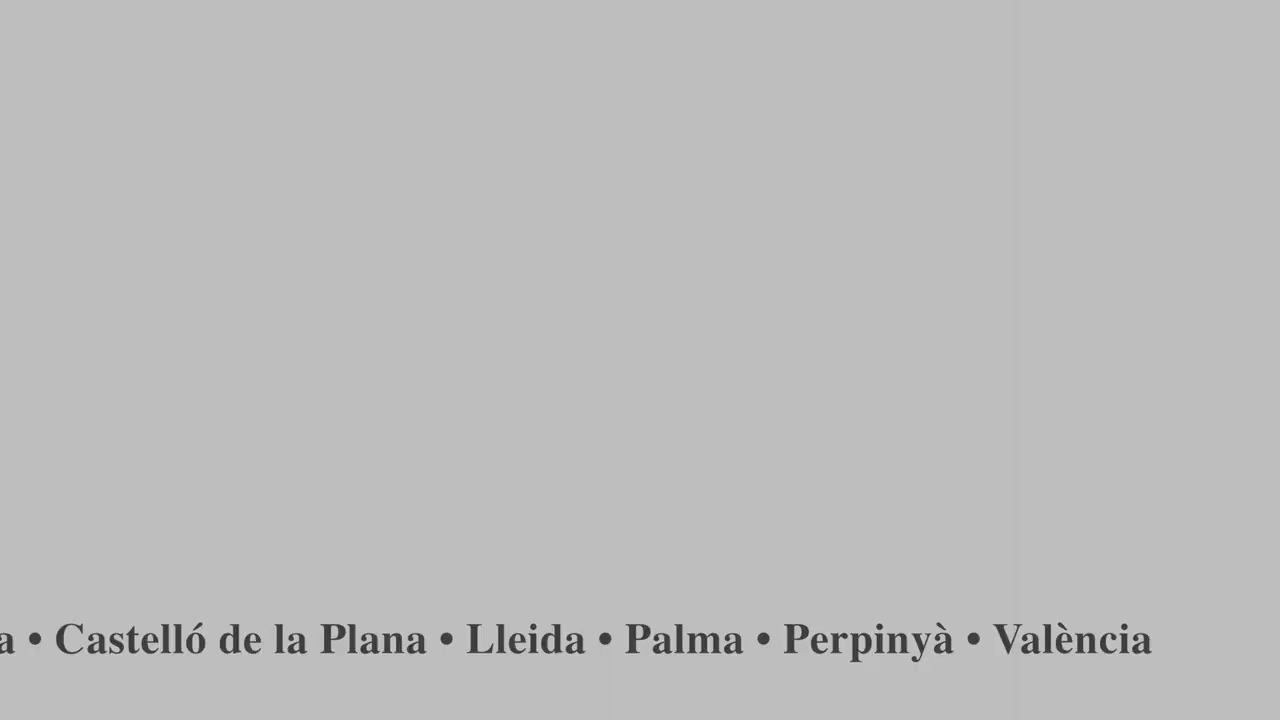 a • Castelló de la Plana • Lleida • Palma • Perpinyà • València